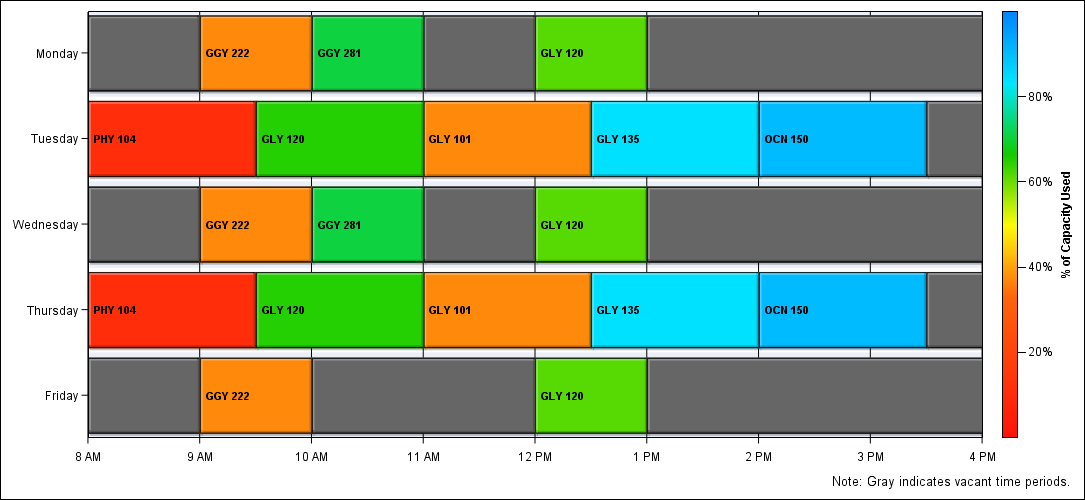 Monday
GGY 222
GGY 281
GLY 120
Tuesday
PHY 104
GLY 120
GLY 101
GLY 135
OCN 150
Wednesday
GGY 222
GGY 281
GLY 120
Thursday
PHY 104
GLY 120
GLY 101
GLY 135
OCN 150
Friday
GGY 222
GLY 120
8 AM
9 AM
10 AM
11 AM
12 PM
1 PM
2 PM
3 PM
4 PM
80%
60%
40%
20%
% of Capacity Used
Note: Gray indicates vacant time periods.